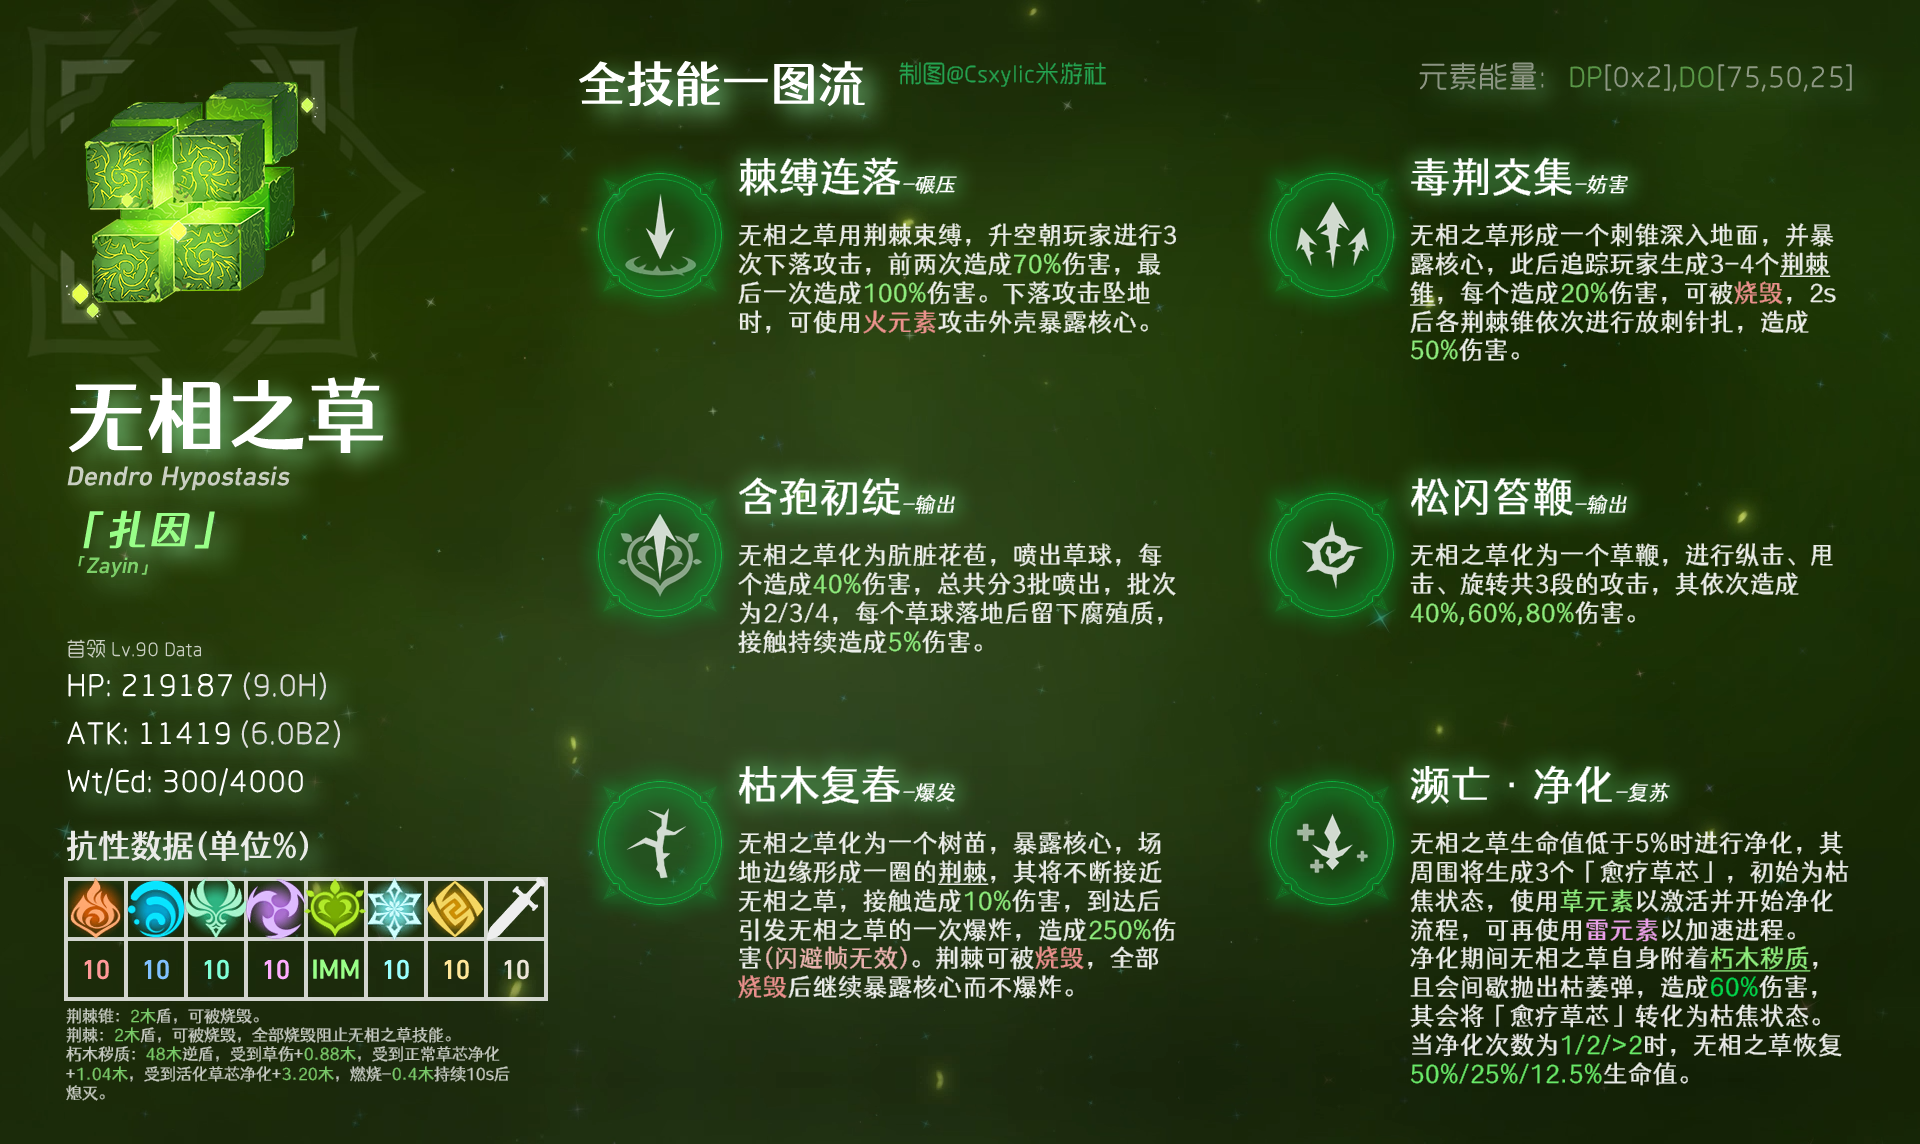 全技能一图流
制图@Csxylic米游社
元素能量：DP[0x2],DO[75,50,25]
无相之草
Dendro Hypostasis
「扎因」
「Zayin」
首领 Lv.90 Data
HP: 219187 (9.0H)
ATK: 11419 (6.0B2)
Wt/Ed: 300/4000
抗性数据(单位%)
10 10 10 10 IMM 10 10 10
荆棘锥：2木盾，可被烧毁。
荆棘：2木盾，可被烧毁，全部烧毁阻止无相之草技能。
朽木秽质：48木逆盾，受到草伤+0.88木，受到正常草芯净化
+1.04木，受到活化草芯净化+3.20木，燃烧-0.4木持续10s后
熄灭。
棘缚连落-碾压
无相之草用荆棘束缚，升空朝玩家进行3
次下落攻击，前两次造成70%伤害，最
后一次造成100%伤害。下落攻击坠地
时，可使用火元素攻击外壳暴露核心。
毒荆交集-妨害
无相之草形成一个刺锥深入地面，并暴
露核心，此后追踪玩家生成3-4个荆棘
锥，每个造成20%伤害，可被烧毁，2s
后各荆棘锥依次进行放刺针扎，造成
50%伤害。
含孢初绽-输出
无相之草化为肮脏花苞，喷出草球，每
个造成40%伤害，总共分3批喷出，批次
为2/3/4，每个草球落地后留下腐殖质，
接触持续造成5%伤害。
松闪笞鞭-输出
无相之草化为一个草鞭，进行纵击、甩
击、旋转共3段的攻击，其依次造成
40%,60%,80%伤害。
枯木复春-爆发
无相之草化为一个树苗，暴露核心，场
地边缘形成一圈的荆棘，其将不断接近
无相之草，接触造成10%伤害，到达后
引发无相之草的一次爆炸，造成250%伤
害(闪避帧无效)。荆棘可被烧毁，全部
烧毁后继续暴露核心而不爆炸。
濒亡·净化-复苏
无相之草生命值低于5%时进行净化，其
周围将生成3个「愈疗草芯」，初始为枯
焦状态，使用草元素以激活并开始净化
流程，可再使用雷元素以加速进程。
净化期间无相之草自身附着朽木秽质，
且会间歇抛出枯萎弹，造成60%伤害，
其会将「愈疗草芯」转化为枯焦状态。
当净化次数为1/2/>2时，无相之草恢复
50%/25%/12.5%生命值。